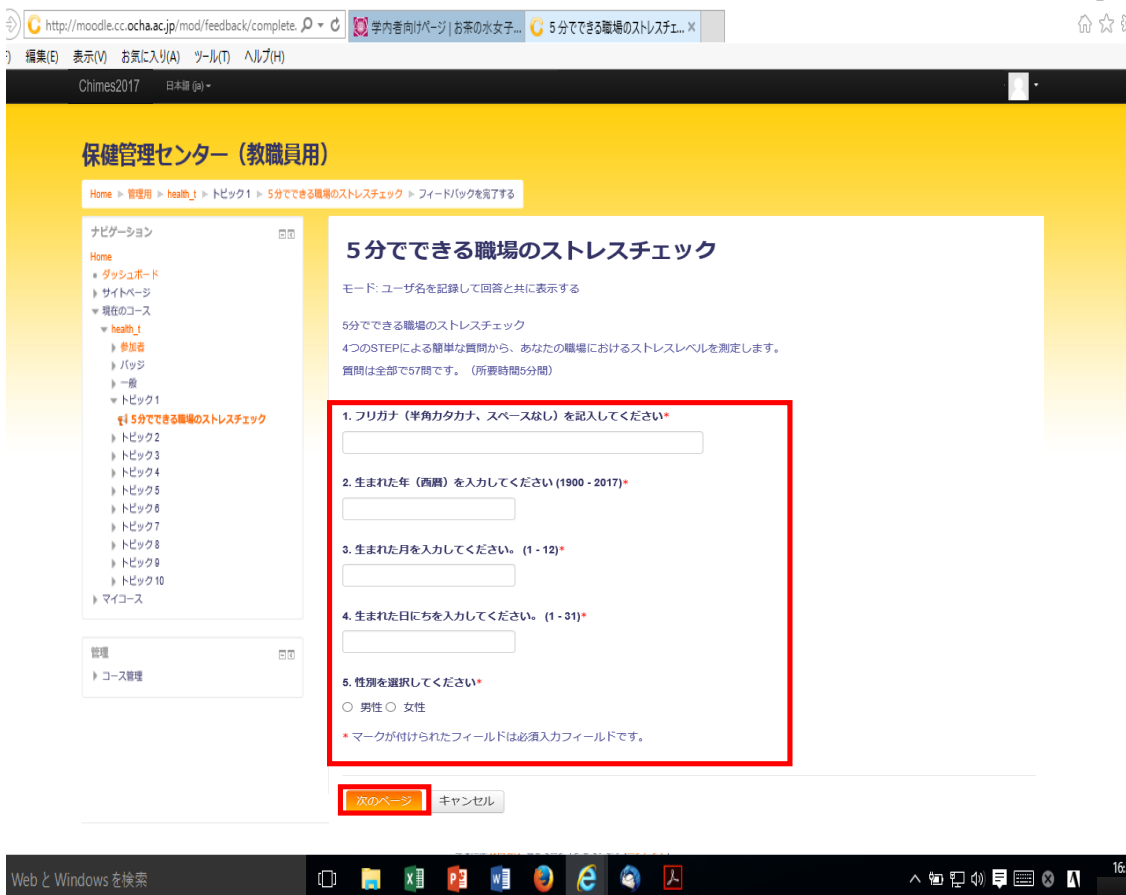 http://moodle.cc.ocha.ac.jp/mod/feedback/complete.
学内者向けページ | お茶の水女子...
5 分でできる職場のストレスチェ... ×
編集(E) 表示(V) お気に入り(A) ツール(T) ヘルプ(H)
Chimes2017 日本語 (ja)
保健管理センター（教職員用）
Home ▶ 管理用 ▶ health_t ▶ トピック 1 ▶ 5分でできる職場のストレスチェック ▶ フィードバックを完了する
ナビゲーション
Home
ダッシュボード
サイトページ
現在のコース
health_t
参加者
バッジ
一般
トピック 1
5分でできる職場のストレスチェック
トピック 2
トピック 3
トピック 4
トピック 5
トピック 6
トピック 7
トピック 8
トピック 9
トピック 10
マイコース
管理
コース管理
５分でできる職場のストレスチェック
モード: ユーザ名を記録して回答と共に表示する
5分でできる職場のストレスチェック
4つのSTEPによる簡単な質問から、あなたの職場におけるストレスレベルを測定します。
質問は全部で57問です。（所要時間5分間）
1. フリガナ（半角カタカナ、スペースなし）を記入してください*
2. 生まれた年（西暦）を入力してください (1900 - 2017)*
3. 生まれた月を入力してください。 (1 - 12)*
4. 生まれた日にちを入力してください。 (1 - 31)*
5. 性別を選択してください*
男性 女性
* マークが付けられたフィールドは必須入力フィールドです。
次のページ キャンセル
Web と Windows を検索
16: